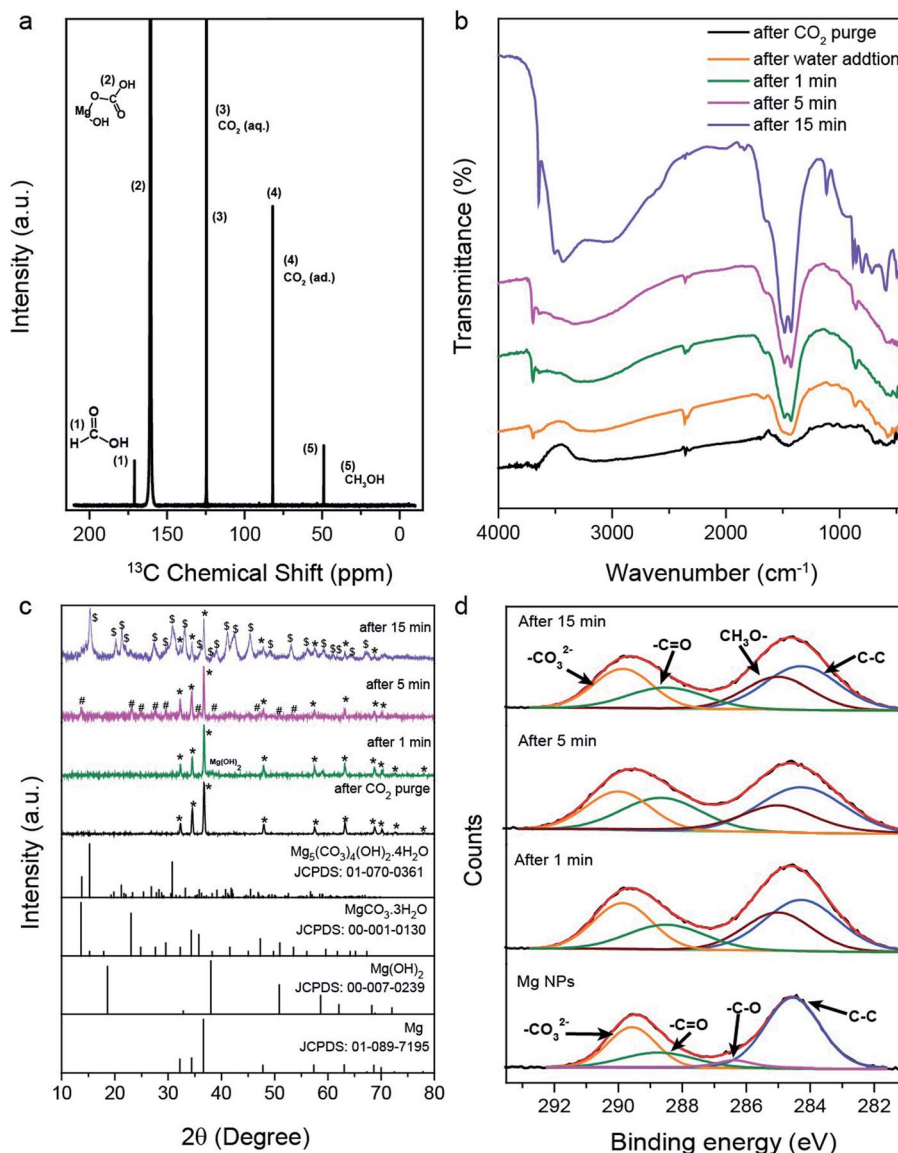 a
(2)
OH
O
C
Mg
OH
O
(3)
CO2 (aq.)
(2)
(3)
(4)
(4)
CO2 (ad.)
O
(1)
H
C
OH
(1)
(5)
(5)
CH3OH
Intensity (a.u.)
200 150 100 50 0
13C Chemical Shift (ppm)
b
after CO2 purge
after water addtion
after 1 min
after 5 min
after 15 min
Transmittance (%)
4000 3000 2000 1000
Wavenumber (cm-1)
c
after 15 min
$ $ $ $ $ $ * $ * $ * $ $ $ $ $ * $ $ $ * $ $ $ * $ $ $ *
after 5 min
# # # # # * * # * # # * # # * * * *
after 1 min
* * * Mg(OH)2 * * * * * * *
after CO2 purge
* * * * * * * * * *
Mg5(CO3)4(OH)2.4H2O
JCPDS: 01-070-0361
MgCO3.3H2O
JCPDS: 00-001-0130
Mg(OH)2
JCPDS: 00-007-0239
Mg
JCPDS: 01-089-7195
Intensity (a.u.)
10 20 30 40 50 60 70 80
2θ (Degree)
d
After 15 min
-CO3 2-
-C=O
CH3O-
C-C
After 5 min
After 1 min
Mg NPs
-CO3 2-
-C=O
-C-O
C-C
Counts
292 290 288 286 284 282
Binding energy (eV)